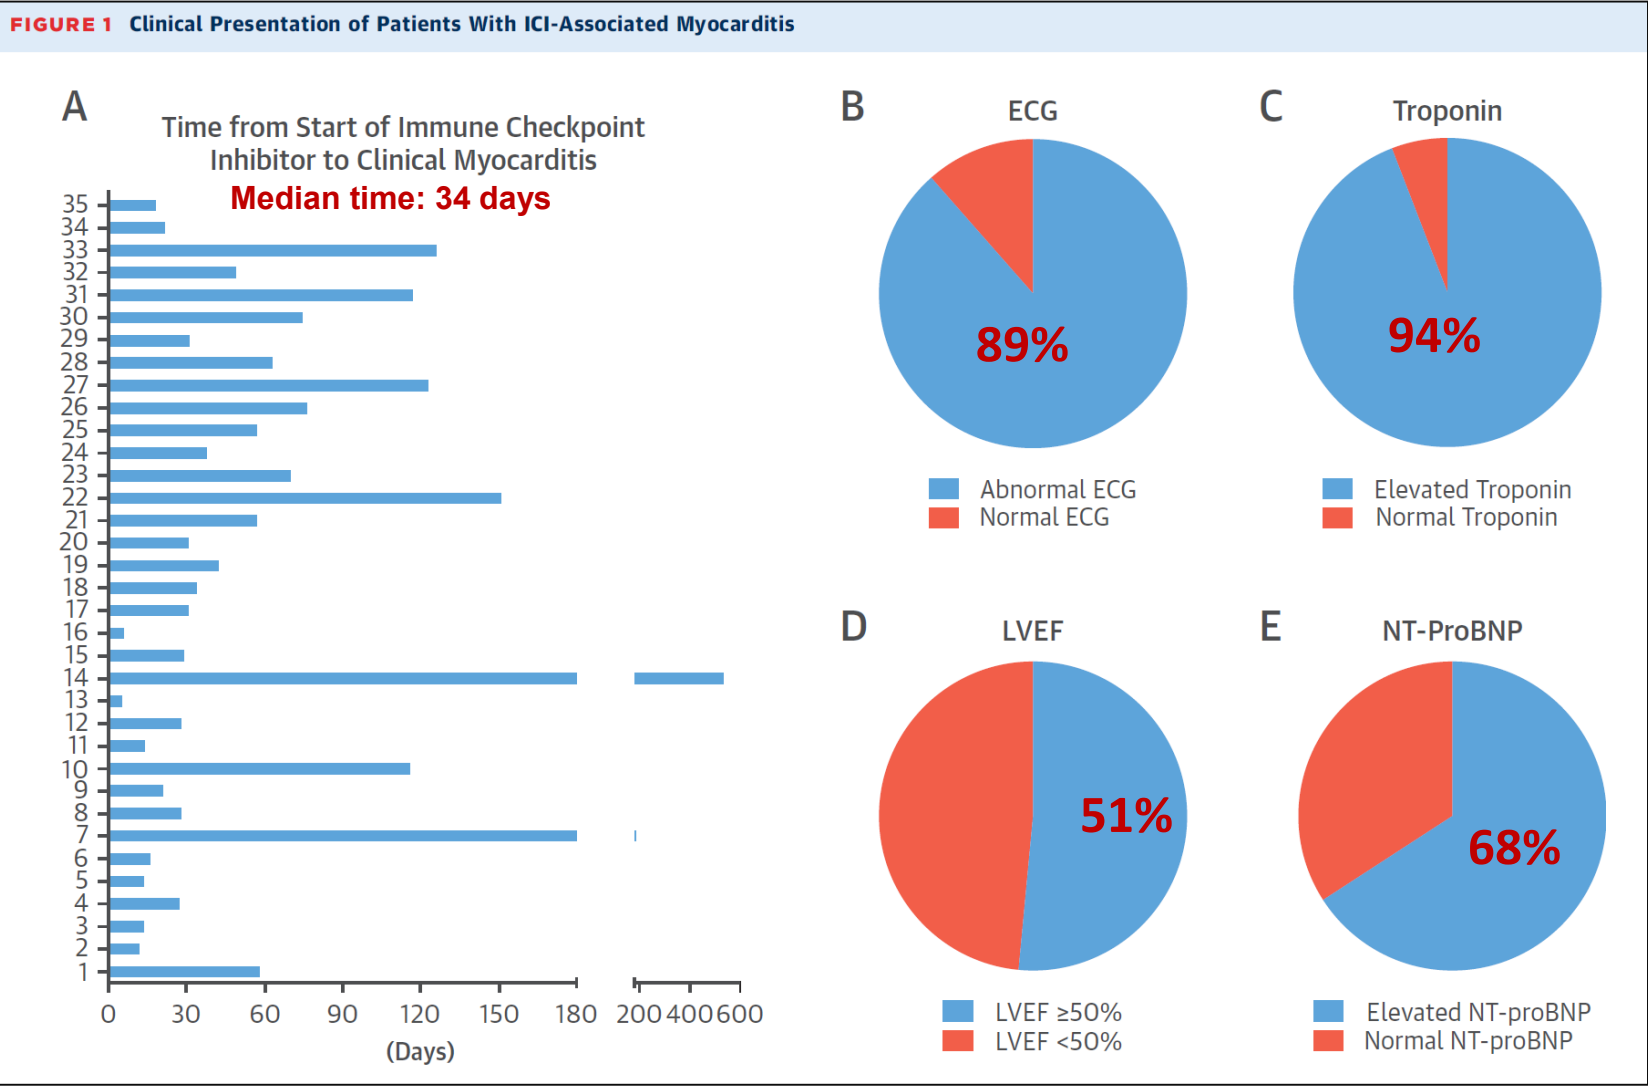 FIGURE 1 Clinical Presentation of Patients With ICI-Associated Myocarditis
A
Time from Start of Immune Checkpoint
Inhibitor to Clinical Myocarditis
Median time: 34 days
35
34
33
32
31
30
29
28
27
26
25
24
23
22
21
20
19
18
17
16
15
14
13
12
11
10
9
8
7
6
5
4
3
2
1
0 30 60 90 120 150 180 200 400 600
(Days)
B
ECG
89%
Abnormal ECG
Normal ECG
C
Troponin
94%
Elevated Troponin
Normal Troponin
D
LVEF
51%
LVEF ≥50%
LVEF <50%
E
NT-ProBNP
68%
Elevated NT-proBNP
Normal NT-proBNP